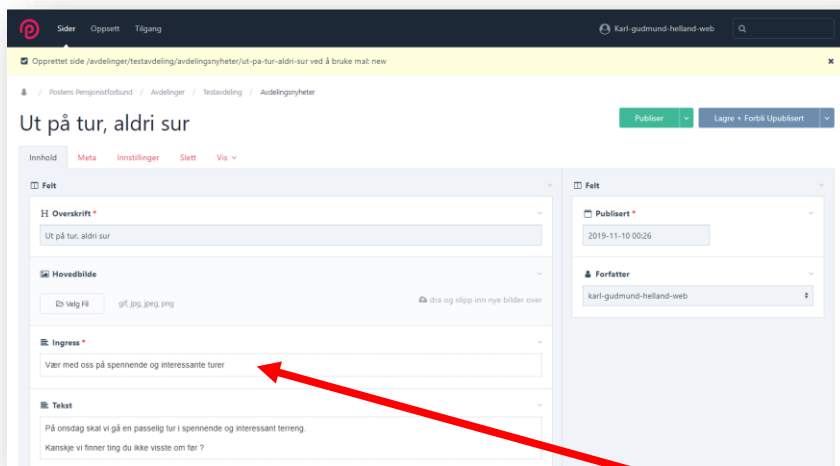 Sider Oppsett Tilgang Karl-gudmund-helland-web
Opprettet side /avdelinger/testavdeling/avdelingsnyheter/ut-pa-tur-aldri-sur ved å bruke mal: new
/ Postens Pensjonistforbund / Avdelinger / Testavdeling / Avdelingsnyheter
Ut på tur, aldri sur
Publiser Lagre + Forbli Upublisert
Innhold Meta Innstillinger Slett Vis
Felt
H Overskrift *
Ut på tur, aldri sur
Hovedbilde
Velg Fil gif, jpg, jpeg, png dra og slipp inn nye bilder over
Ingress *
Vær med oss på spennende og interessante turer
Tekst
På onsdag skal vi gå en passelig tur i spennende og interessant terreng.
Kanskje vi finner ting du ikke visste om før ?
Felt
Publisert *
2019-11-10 00:26
Forfatter
karl-gudmund-helland-web